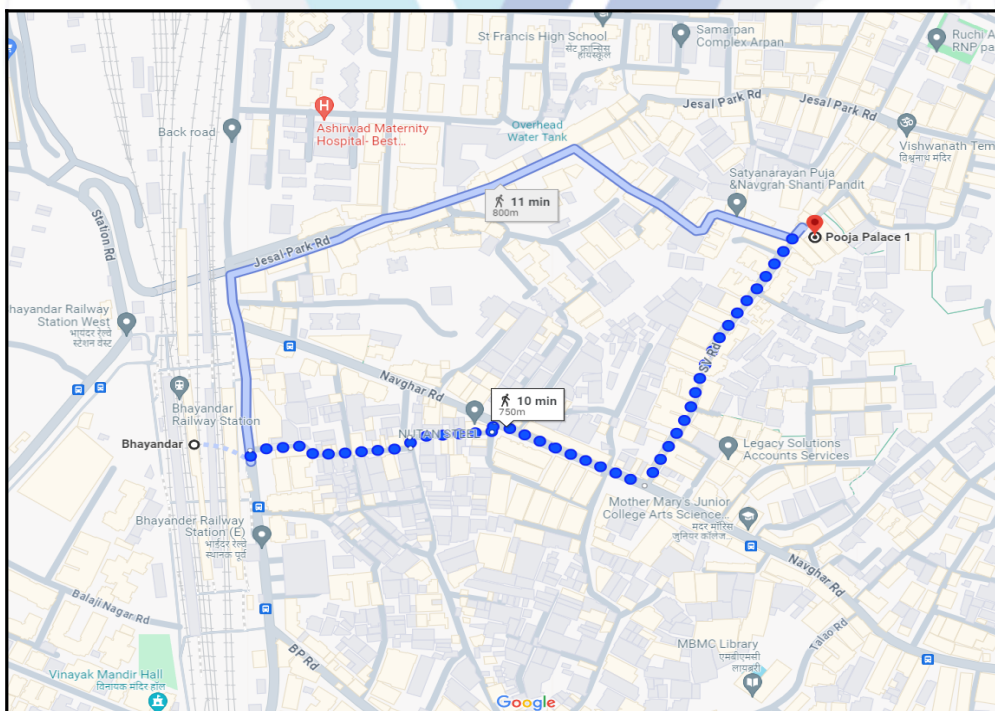 St Francis High School
सेंट फ्रान्सिस
हायस्कूल
Samarpan
Complex Arpan
Ruchi A
RNP pa
Jesal Park Rd
Jesal Park Rd
Back road
H
Ashirwad Maternity
Hospital- Best...
Overhead
Water Tank
Vishwanath Tem
विश्वनाथ मंदिर
Satyanarayan Puja
&Navgrah Shanti Pandit
11 min
800m
Station Rd
Jesal Park Rd
Pooja Palace 1
hayandar Railway
Station West
भायंदर रेल्वे
स्टेशन वेस्ट
SV Rd
Navghar Rd
10 min
750m
Bhayandar
Railway Station
Bhayandar
NUTAN STEEL
Legacy Solutions
Accounts Services
Mother Mary's Junior
College Arts Science...
मदर मॅरिस
जुनियर कॉलेज
Bhayander Railway
Station (E)
भाईंदर रेल्वे
स्थानक पूर्व
Navghar Rd
Balaji Nagar Rd
BP Rd
Talao Rd
MBMC Library
एमबीएमसी
लायब्ररी
Vinayak Mandir Hall
विनायक मंदिर हॉल
Google